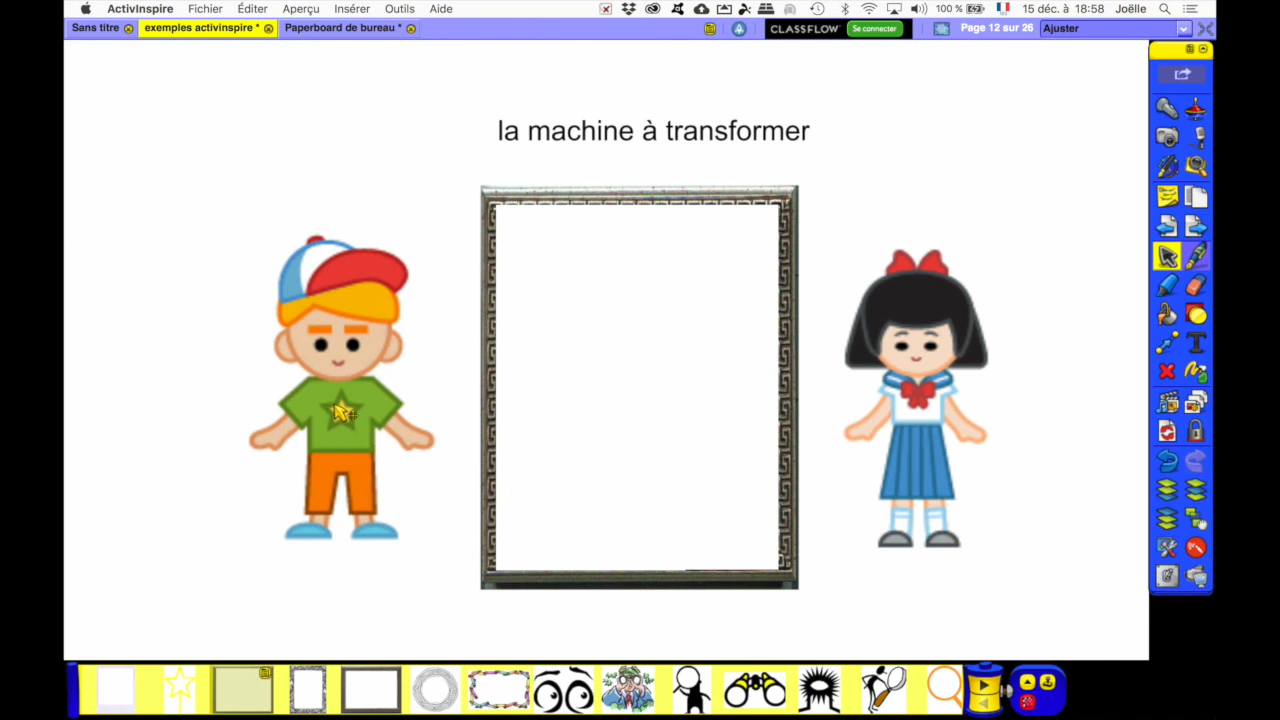 ActivInspire Fichier Éditer Aperçu Insérer Outils Aide 100 % 15 déc. à 18:58 Joëlle
Sans titre exemples activinspire * Paperboard de bureau * CLASSFLOW Se connecter Page 12 sur 26 Ajuster
la machine à transformer
T